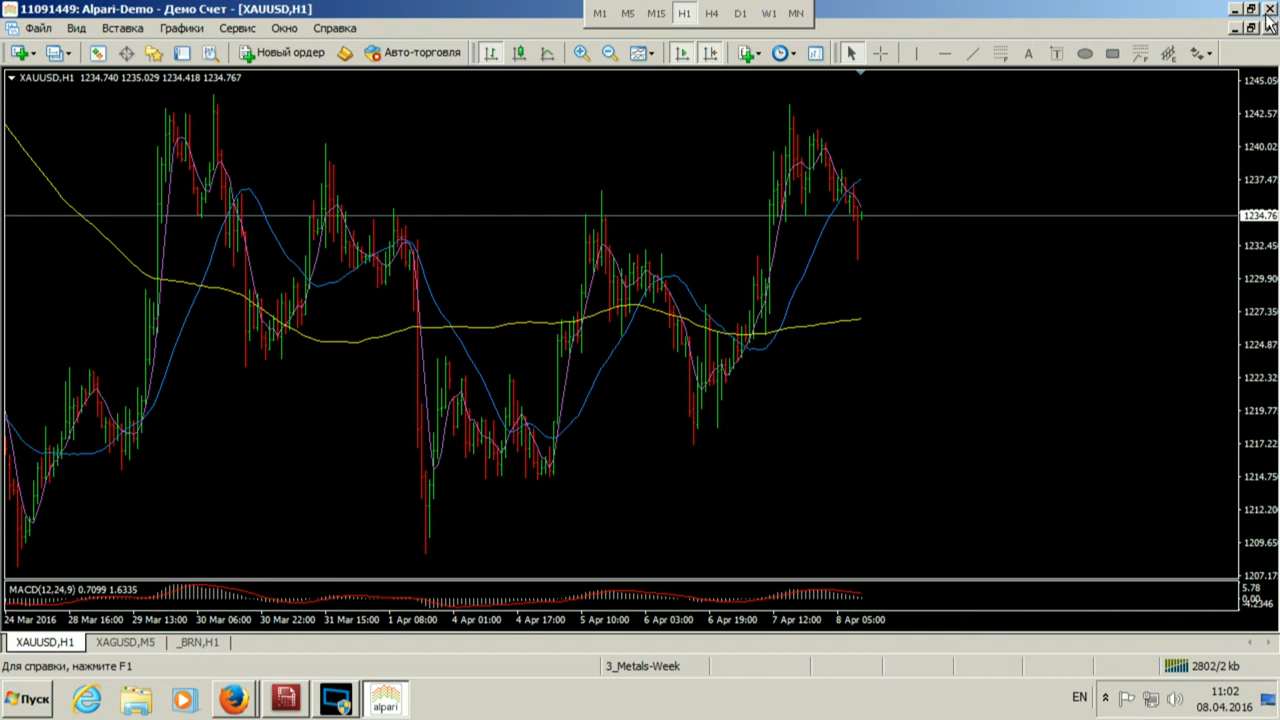 11091449: Alpari-Demo - Демо Счет - [XAUUSD,H1]
M1 M5 M15 H1 H4 D1 W1 MN
Файл Вид Вставка Графики Сервис Окно Справка
Новый ордер Авто-торговля
XAUUSD,H1 1234.740 1235.029 1234.418 1234.767
1245.05
1242.57
1240.02
1237.47
1234.76
1232.45
1229.90
1227.35
1224.87
1222.32
1219.77
1217.22
1214.75
1212.20
1209.65
1207.17
MACD(12,24,9) 0.7099 1.6335
5.78
0.00
-4.2346
24 Mar 2016 28 Mar 16:00 29 Mar 13:00 30 Mar 06:00 30 Mar 22:00 31 Mar 15:00 1 Apr 08:00 4 Apr 01:00 4 Apr 17:00 5 Apr 10:00 6 Apr 03:00 6 Apr 19:00 7 Apr 12:00 8 Apr 05:00
XAUUSD,H1 XAGUSD,M5 _BRN,H1
Для справки, нажмите F1 3_Metals-Week 2802/2 kb
Пуск alpari EN 11:02
08.04.2016